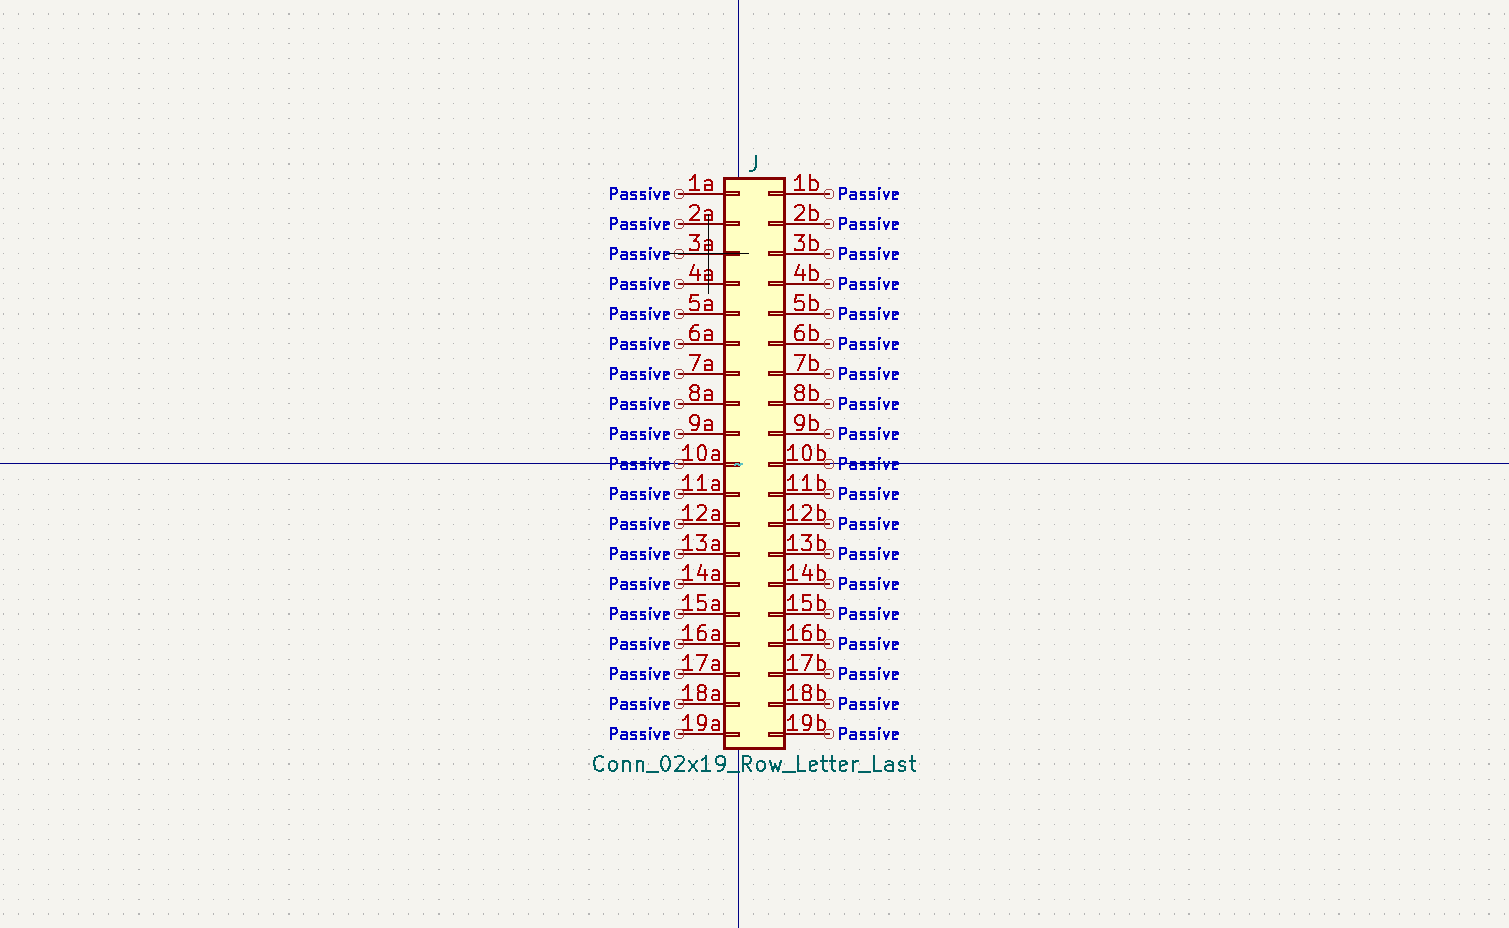 J
Passive 1a 1b Passive
Passive 2a 2b Passive
Passive 3a 3b Passive
Passive 4a 4b Passive
Passive 5a 5b Passive
Passive 6a 6b Passive
Passive 7a 7b Passive
Passive 8a 8b Passive
Passive 9a 9b Passive
Passive 10a 10b Passive
Passive 11a 11b Passive
Passive 12a 12b Passive
Passive 13a 13b Passive
Passive 14a 14b Passive
Passive 15a 15b Passive
Passive 16a 16b Passive
Passive 17a 17b Passive
Passive 18a 18b Passive
Passive 19a 19b Passive
Conn_02x19_Row_Letter_Last